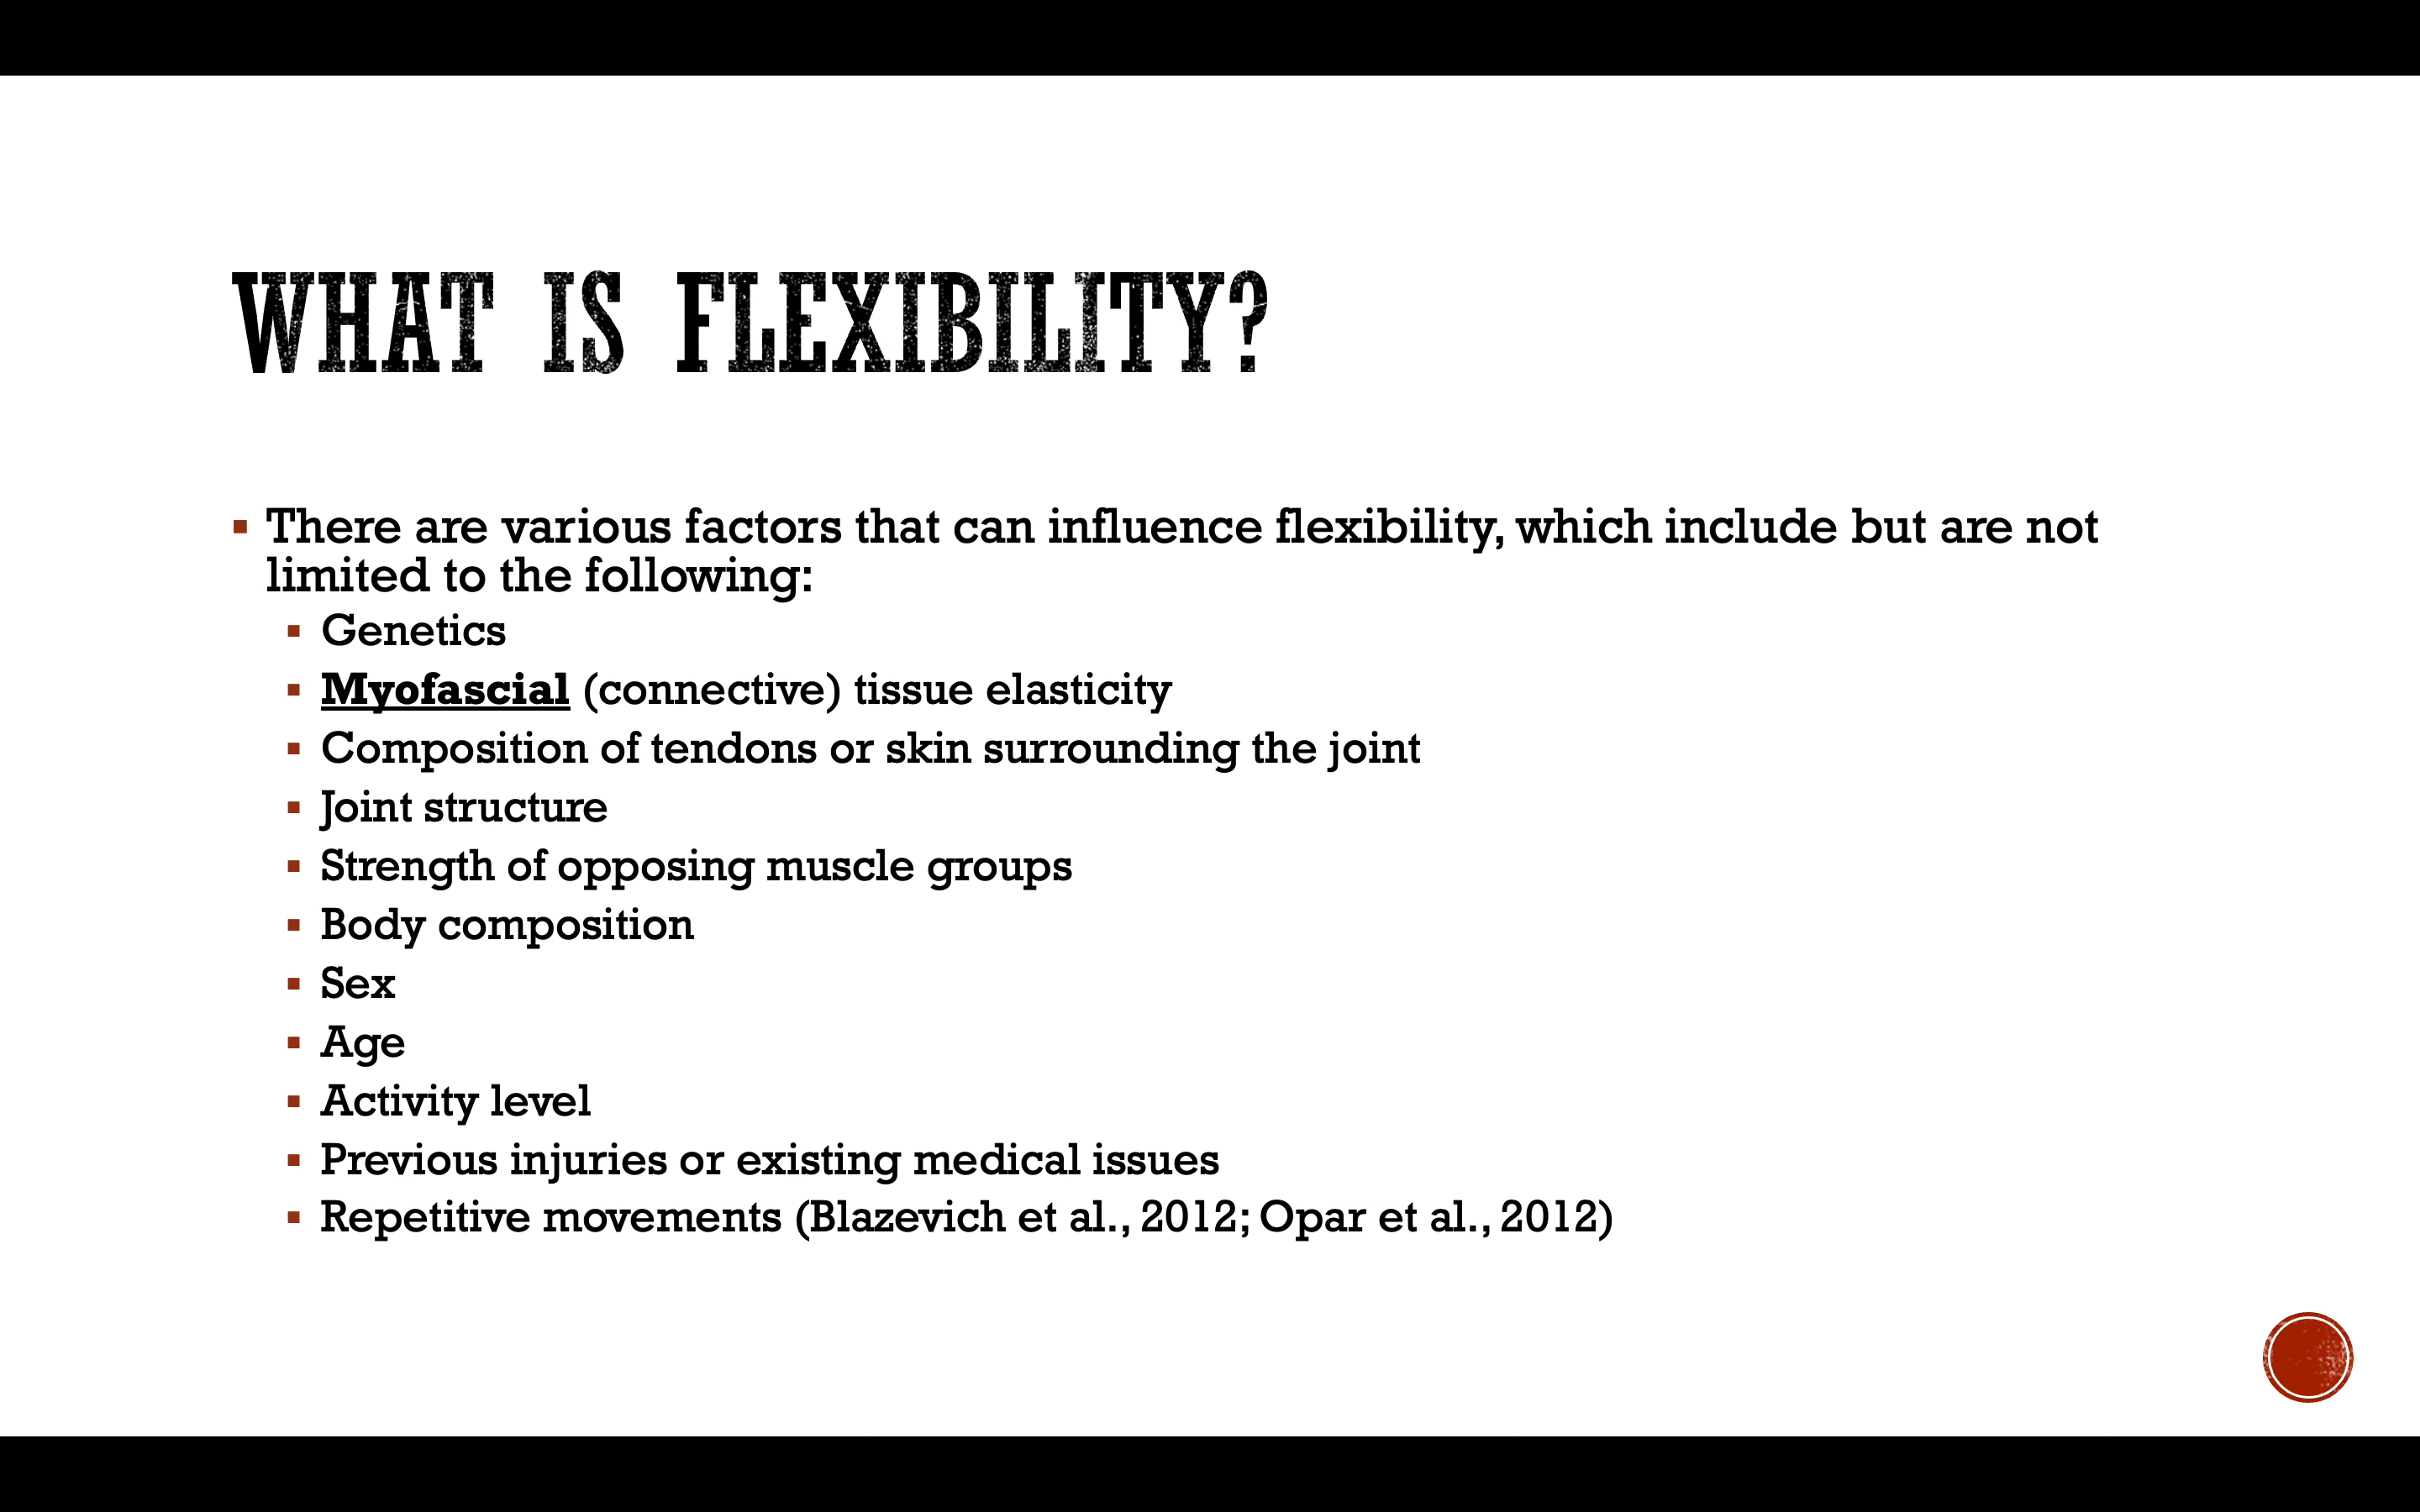 WHAT IS FLEXIBILITY?
▪ There are various factors that can influence flexibility, which include but are not
limited to the following:
▪ Genetics
▪ Myofascial (connective) tissue elasticity
▪ Composition of tendons or skin surrounding the joint
▪ Joint structure
▪ Strength of opposing muscle groups
▪ Body composition
▪ Sex
▪ Age
▪ Activity level
▪ Previous injuries or existing medical issues
▪ Repetitive movements (Blazevich et al., 2012; Opar et al., 2012)